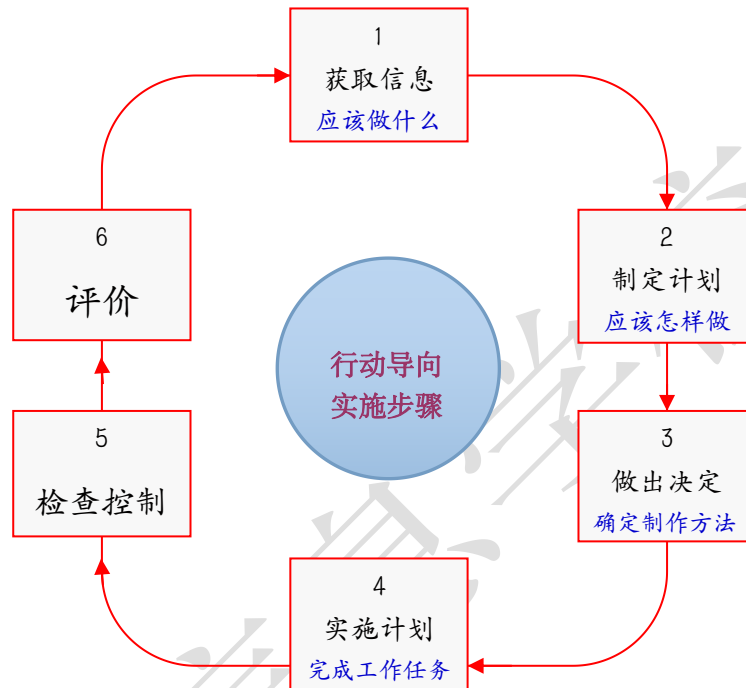 1
获取信息
应该做什么
2
制定计划
应该怎样做
3
做出决定
确定制作方法
4
实施计划
完成工作任务
5
检查控制
6
评价
行动导向
实施步骤